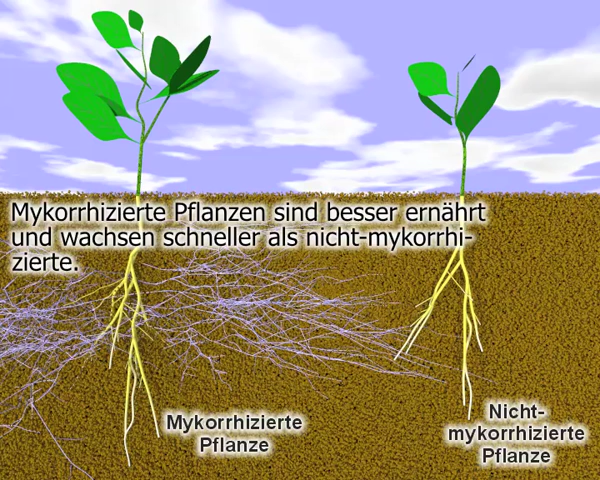 Mykorrhizierte Pflanzen sind besser ernährt
und wachsen schneller als nicht-mykorrhi-
zierte.
Mykorrhizierte
Pflanze
Nicht-
mykorrhizierte
Pflanze